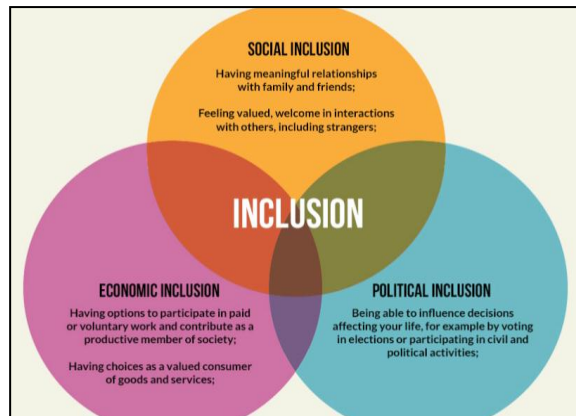 SOCIAL INCLUSION
Having meaningful relationships
with family and friends;
Feeling valued, welcome in interactions
with others, including strangers;
INCLUSION
ECONOMIC INCLUSION
Having options to participate in paid
or voluntary work and contribute as a
productive member of society;
Having choices as a valued consumer
of goods and services;
POLITICAL INCLUSION
Being able to influence decisions
affecting your life, for example by voting
in elections or participating in civil and
political activities;